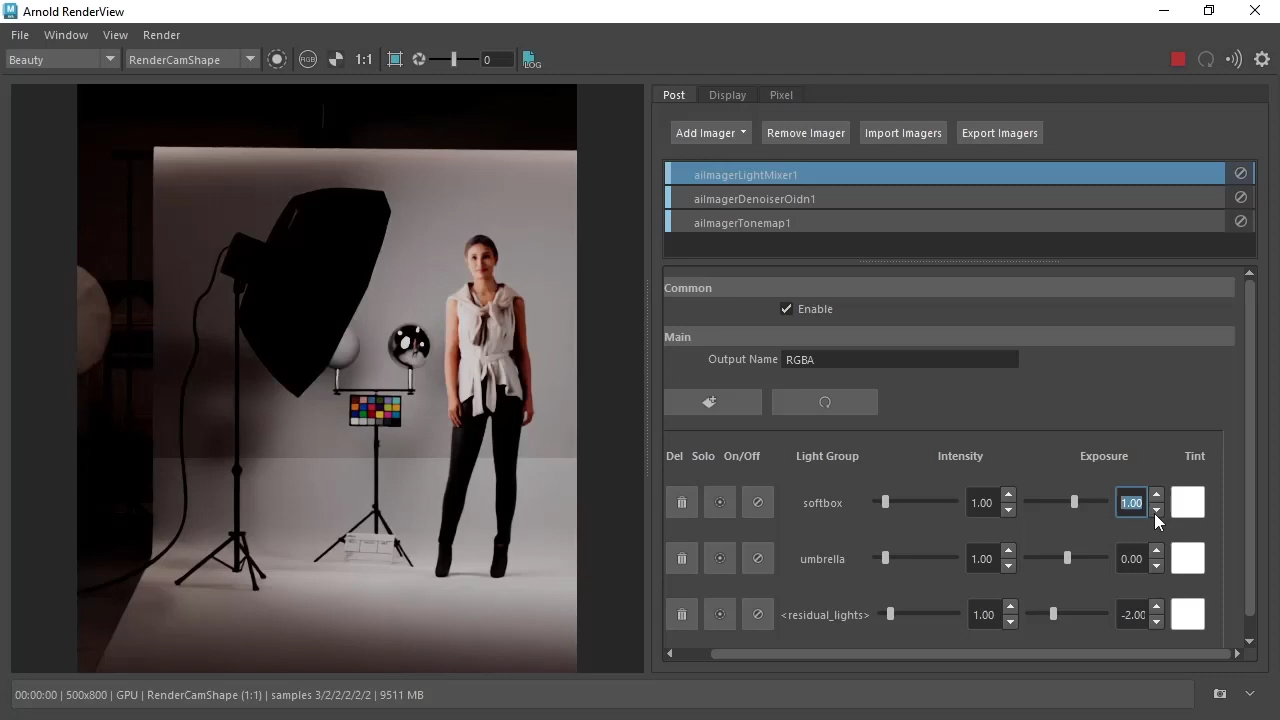 Arnold RenderView
File Window View Render
Beauty RenderCamShape RGB 1:1 0 LOG
Post Display Pixel
Add Imager Remove Imager Import Imagers Export Imagers
aiImagerLightMixer1
aiImagerDenoiserOidn1
aiImagerTonemap1
Common
Enable
Main
Output Name RGBA
Del Solo On/Off Light Group Intensity Exposure Tint
softbox 1.00 1.00
umbrella 1.00 0.00
<residual_lights> 1.00 -2.00
00:00:00 | 500x800 | GPU | RenderCamShape (1:1) | samples 3/2/2/2/2/2 | 9511 MB